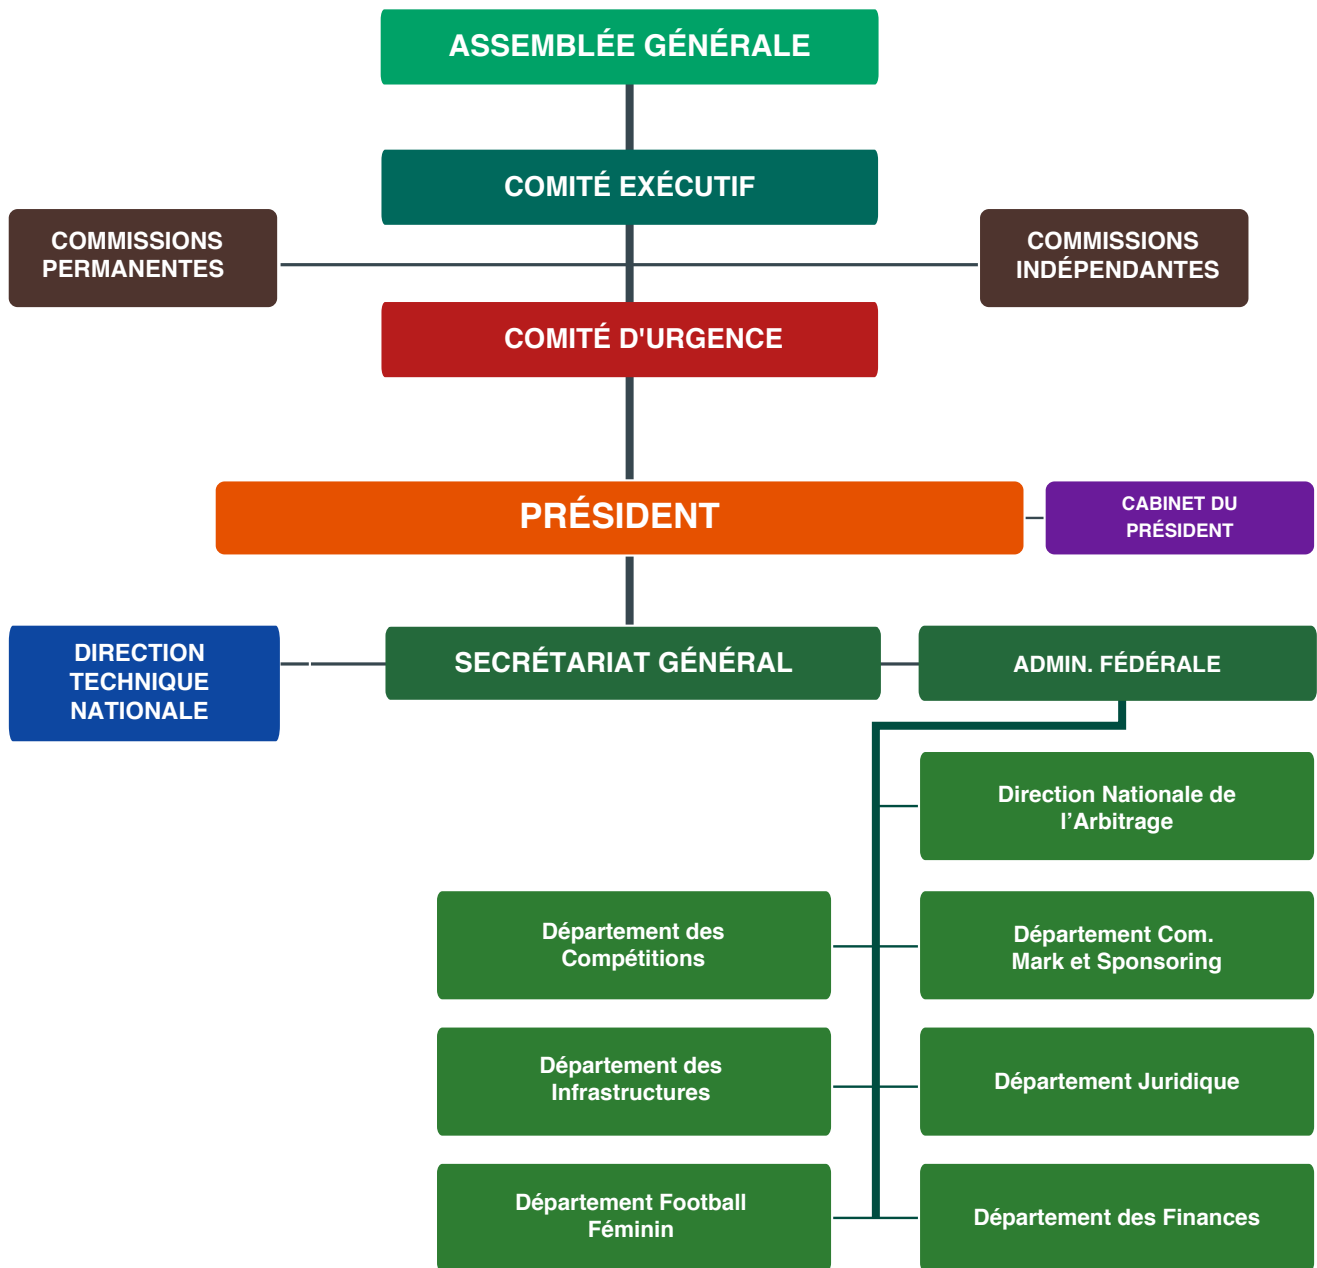 ASSEMBLÉE GÉNÉRALE
COMITÉ EXÉCUTIF
COMMISSIONS
PERMANENTES
COMMISSIONS
INDÉPENDANTES
COMITÉ D'URGENCE
PRÉSIDENT
CABINET DU
PRÉSIDENT
DIRECTION
TECHNIQUE
NATIONALE
SECRÉTARIAT GÉNÉRAL
ADMIN. FÉDÉRALE
Direction Nationale de
l’Arbitrage
Département des
Compétitions
Département Com.
Mark et Sponsoring
Département des
Infrastructures
Département Juridique
Département Football
Féminin
Département des Finances